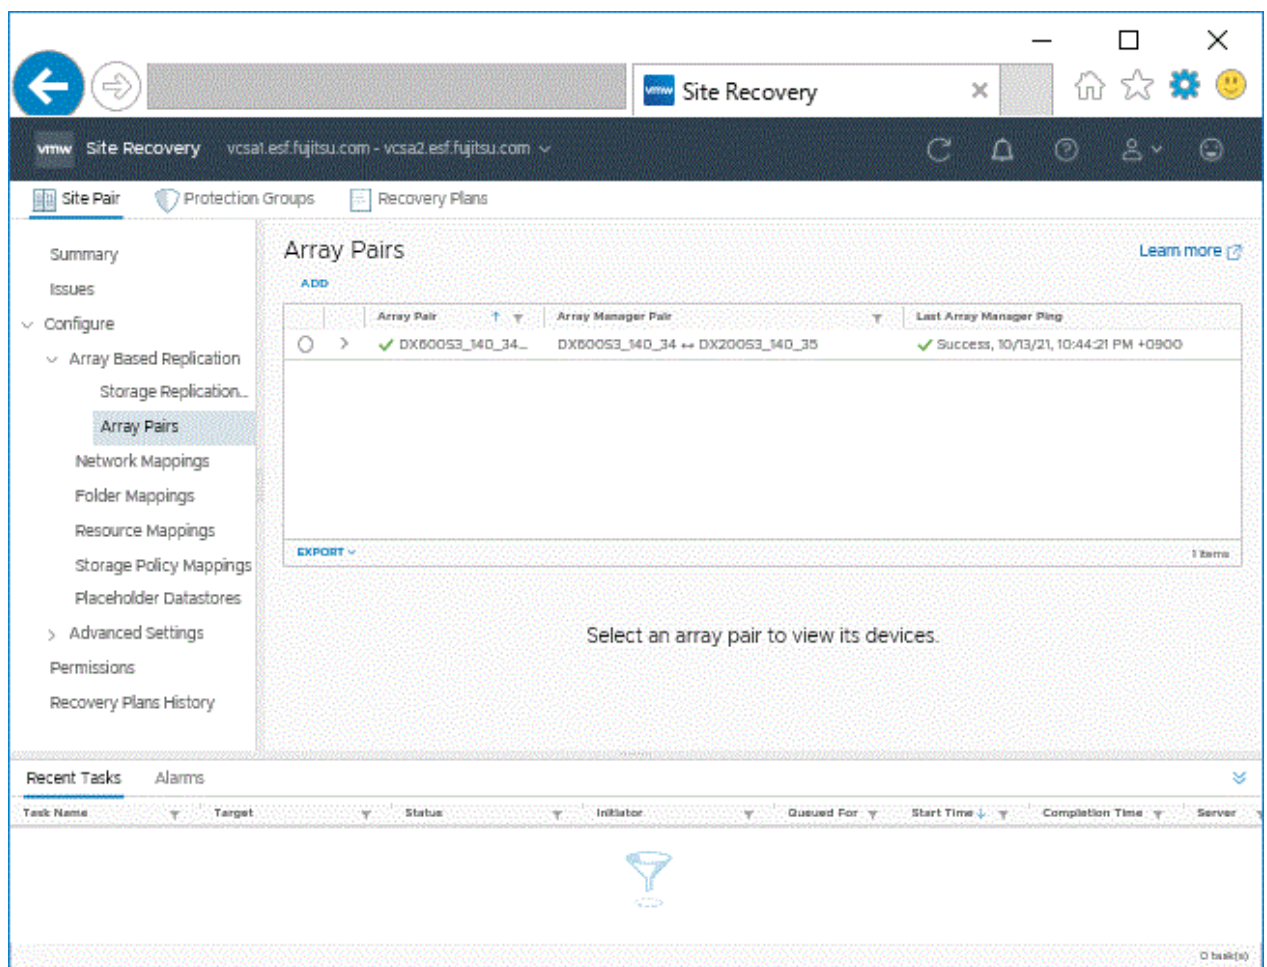 vmw Site Recovery
vmw Site Recovery vcsa1.esf.fujitsu.com - vcsa2.esf.fujitsu.com
Site Pair Protection Groups Recovery Plans
Summary
Issues
Configure
Array Based Replication
Storage Replication...
Array Pairs
Network Mappings
Folder Mappings
Resource Mappings
Storage Policy Mappings
Placeholder Datastores
Advanced Settings
Permissions
Recovery Plans History
Array Pairs
Learn more
ADD
Array Pair Array Manager Pair Last Array Manager Ping
DX600S3_140_34... DX600S3_140_34 ↔ DX200S3_140_35 Success, 10/13/21, 10:44:21 PM +0900
EXPORT 1 items
Select an array pair to view its devices.
Recent Tasks Alarms
Task Name Target Status Initiator Queued For Start Time Completion Time Server
0 task(s)